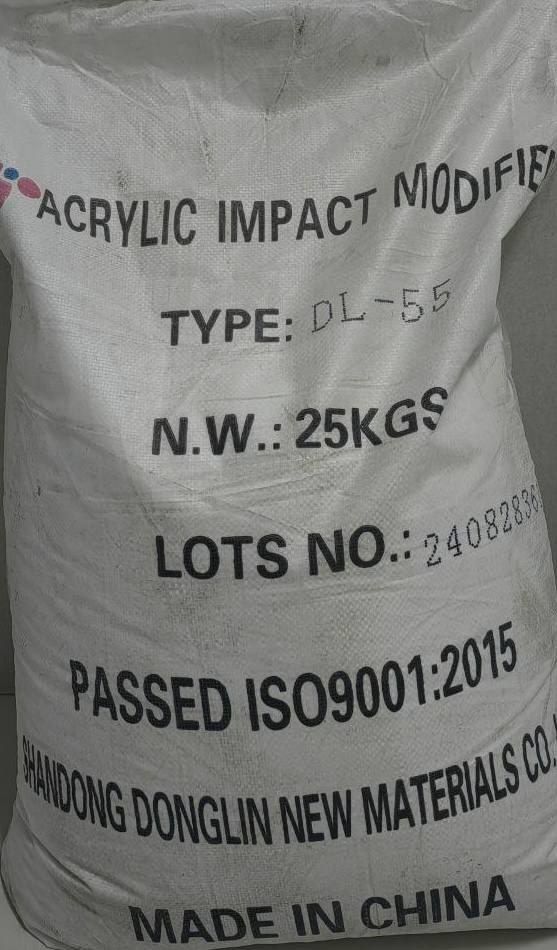 ACRYLIC IMPACT MODIFIE
TYPE: DL-55
N.W.: 25KGS
LOTS NO.: 24082836
PASSED ISO9001:2015
SHANDONG DONGLIN NEW MATERIALS CO.,
MADE IN CHINA